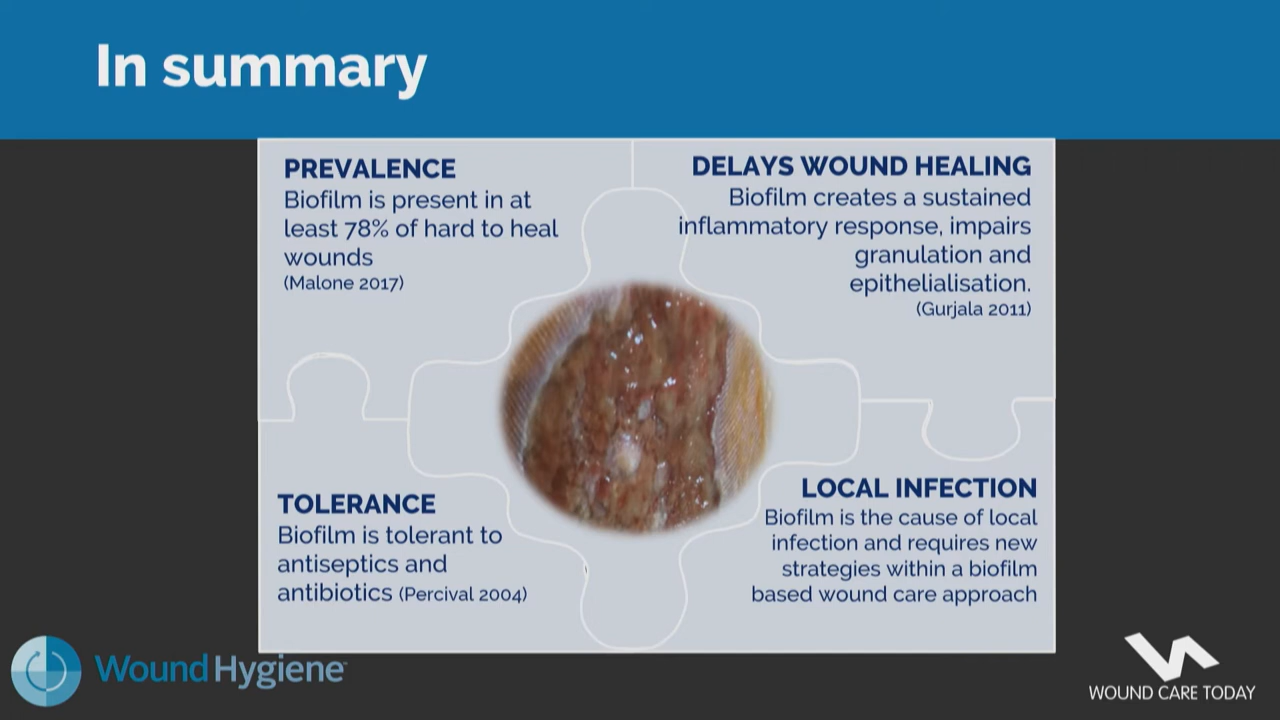 In summary
PREVALENCE
Biofilm is present in at
least 78% of hard to heal
wounds
(Malone 2017)
DELAYS WOUND HEALING
Biofilm creates a sustained
inflammatory response, impairs
granulation and
epithelialisation.
(Gurjala 2011)
TOLERANCE
Biofilm is tolerant to
antiseptics and
antibiotics (Percival 2004)
LOCAL INFECTION
Biofilm is the cause of local
infection and requires new
strategies within a biofilm
based wound care approach
WoundHygiene
WOUND CARE TODAY